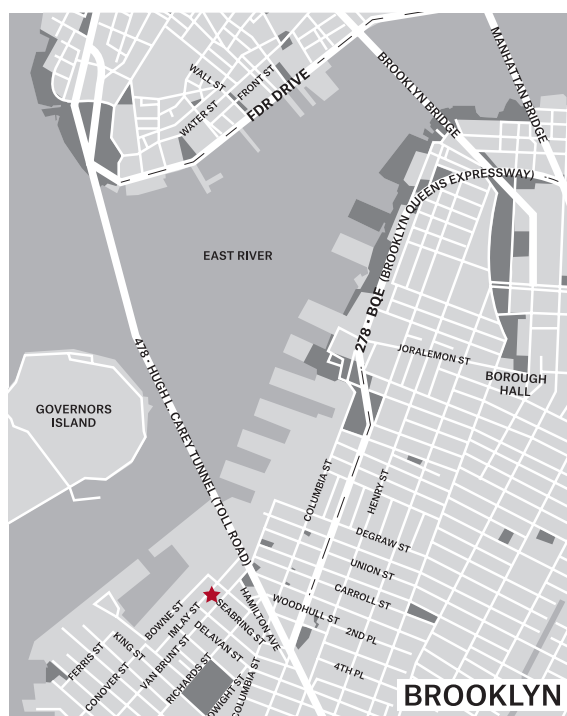 MANHATTAN BRIDGE
BROOKLYN BRIDGE
WALL ST
FRONT ST
WATER ST
FDR DRIVE
278 • BQE (BROOKLYN QUEENS EXPRESSWAY)
EAST RIVER
478 • HUGH L. CAREY TUNNEL (TOLL ROAD)
JORALEMON ST
BOROUGH
HALL
GOVERNORS
ISLAND
COLUMBIA ST
HENRY ST
DEGRAW ST
UNION ST
CARROLL ST
HAMILTON AVE
WOODHULL ST
2ND PL
4TH PL
SEABRING ST
BOWNE ST
IMLAY ST
DELAVAN ST
KING ST
VAN BRUNT ST
FERRIS ST
CONOVER ST
RICHARDS ST
DWIGHT ST
COLUMBIA ST
BROOKLYN